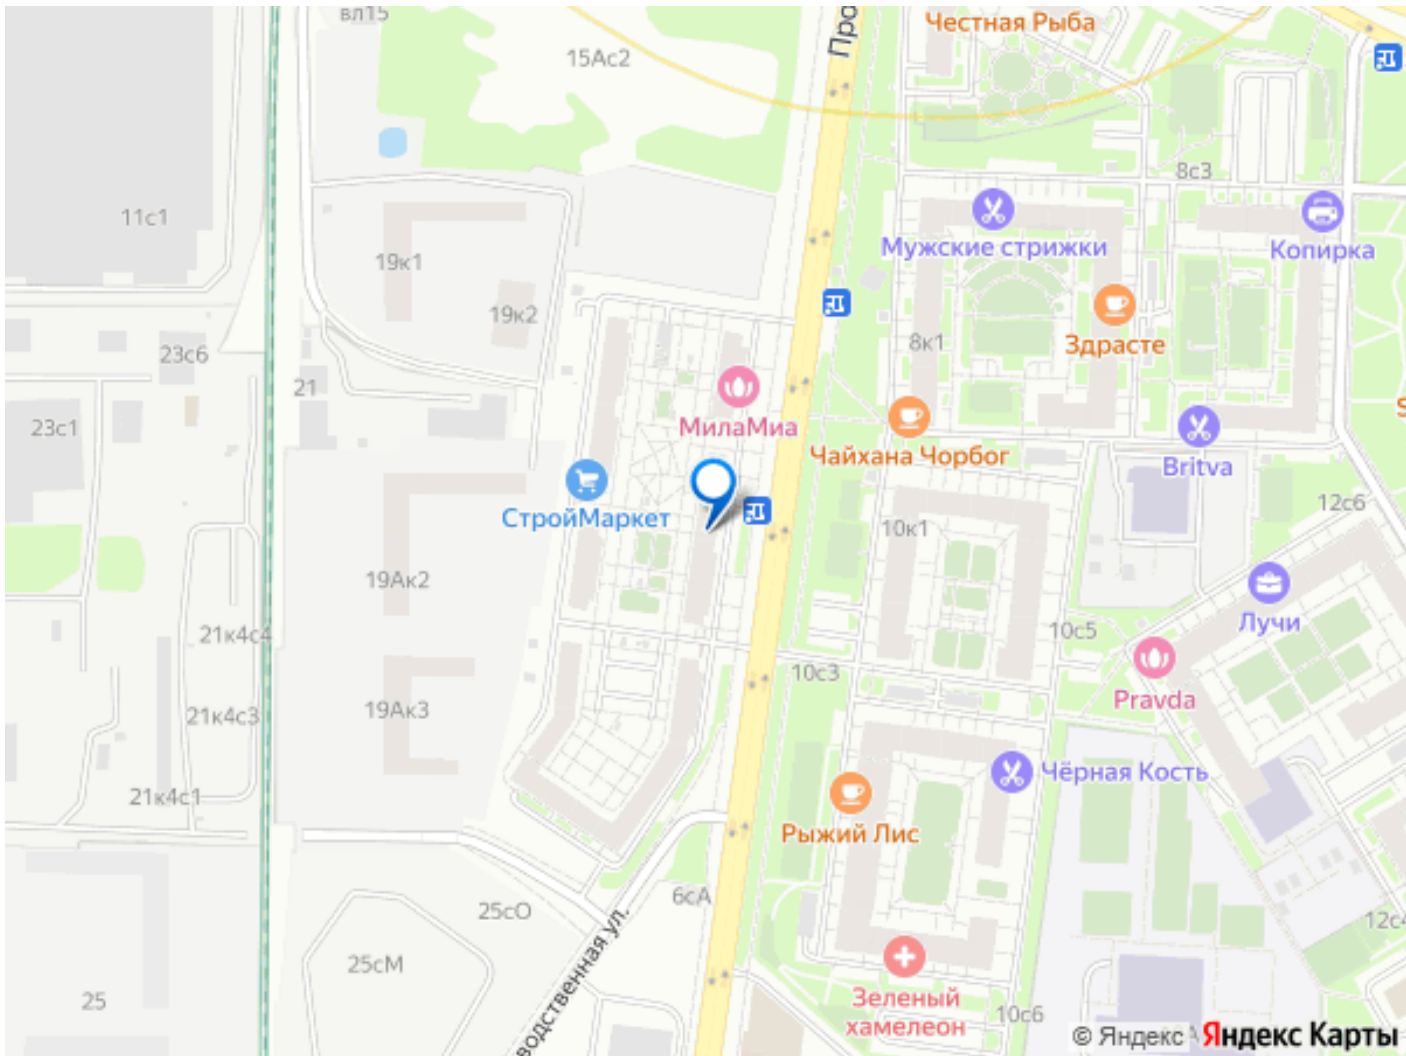 вл15
Честная Рыба
Про
15Ас2
8с3
11с1
Мужские стрижки
Копирка
19к1
19к2
Здрасте
8к1
23с6
21
МилаМиа
23с1
Чайхана Чорбог
Britva
S
СтройМаркет
10к1
12с6
19Ак2
Лучи
21к4с4
10с5
10с3
Pravda
19Ак3
21к4с3
Чёрная Кость
21к4с1
Рыжий Лис
6сА
25сО
водственная ул.
12с4
25сМ
25
Зеленый
хамелеон
10с6
© Яндекс
Яндекс Карты